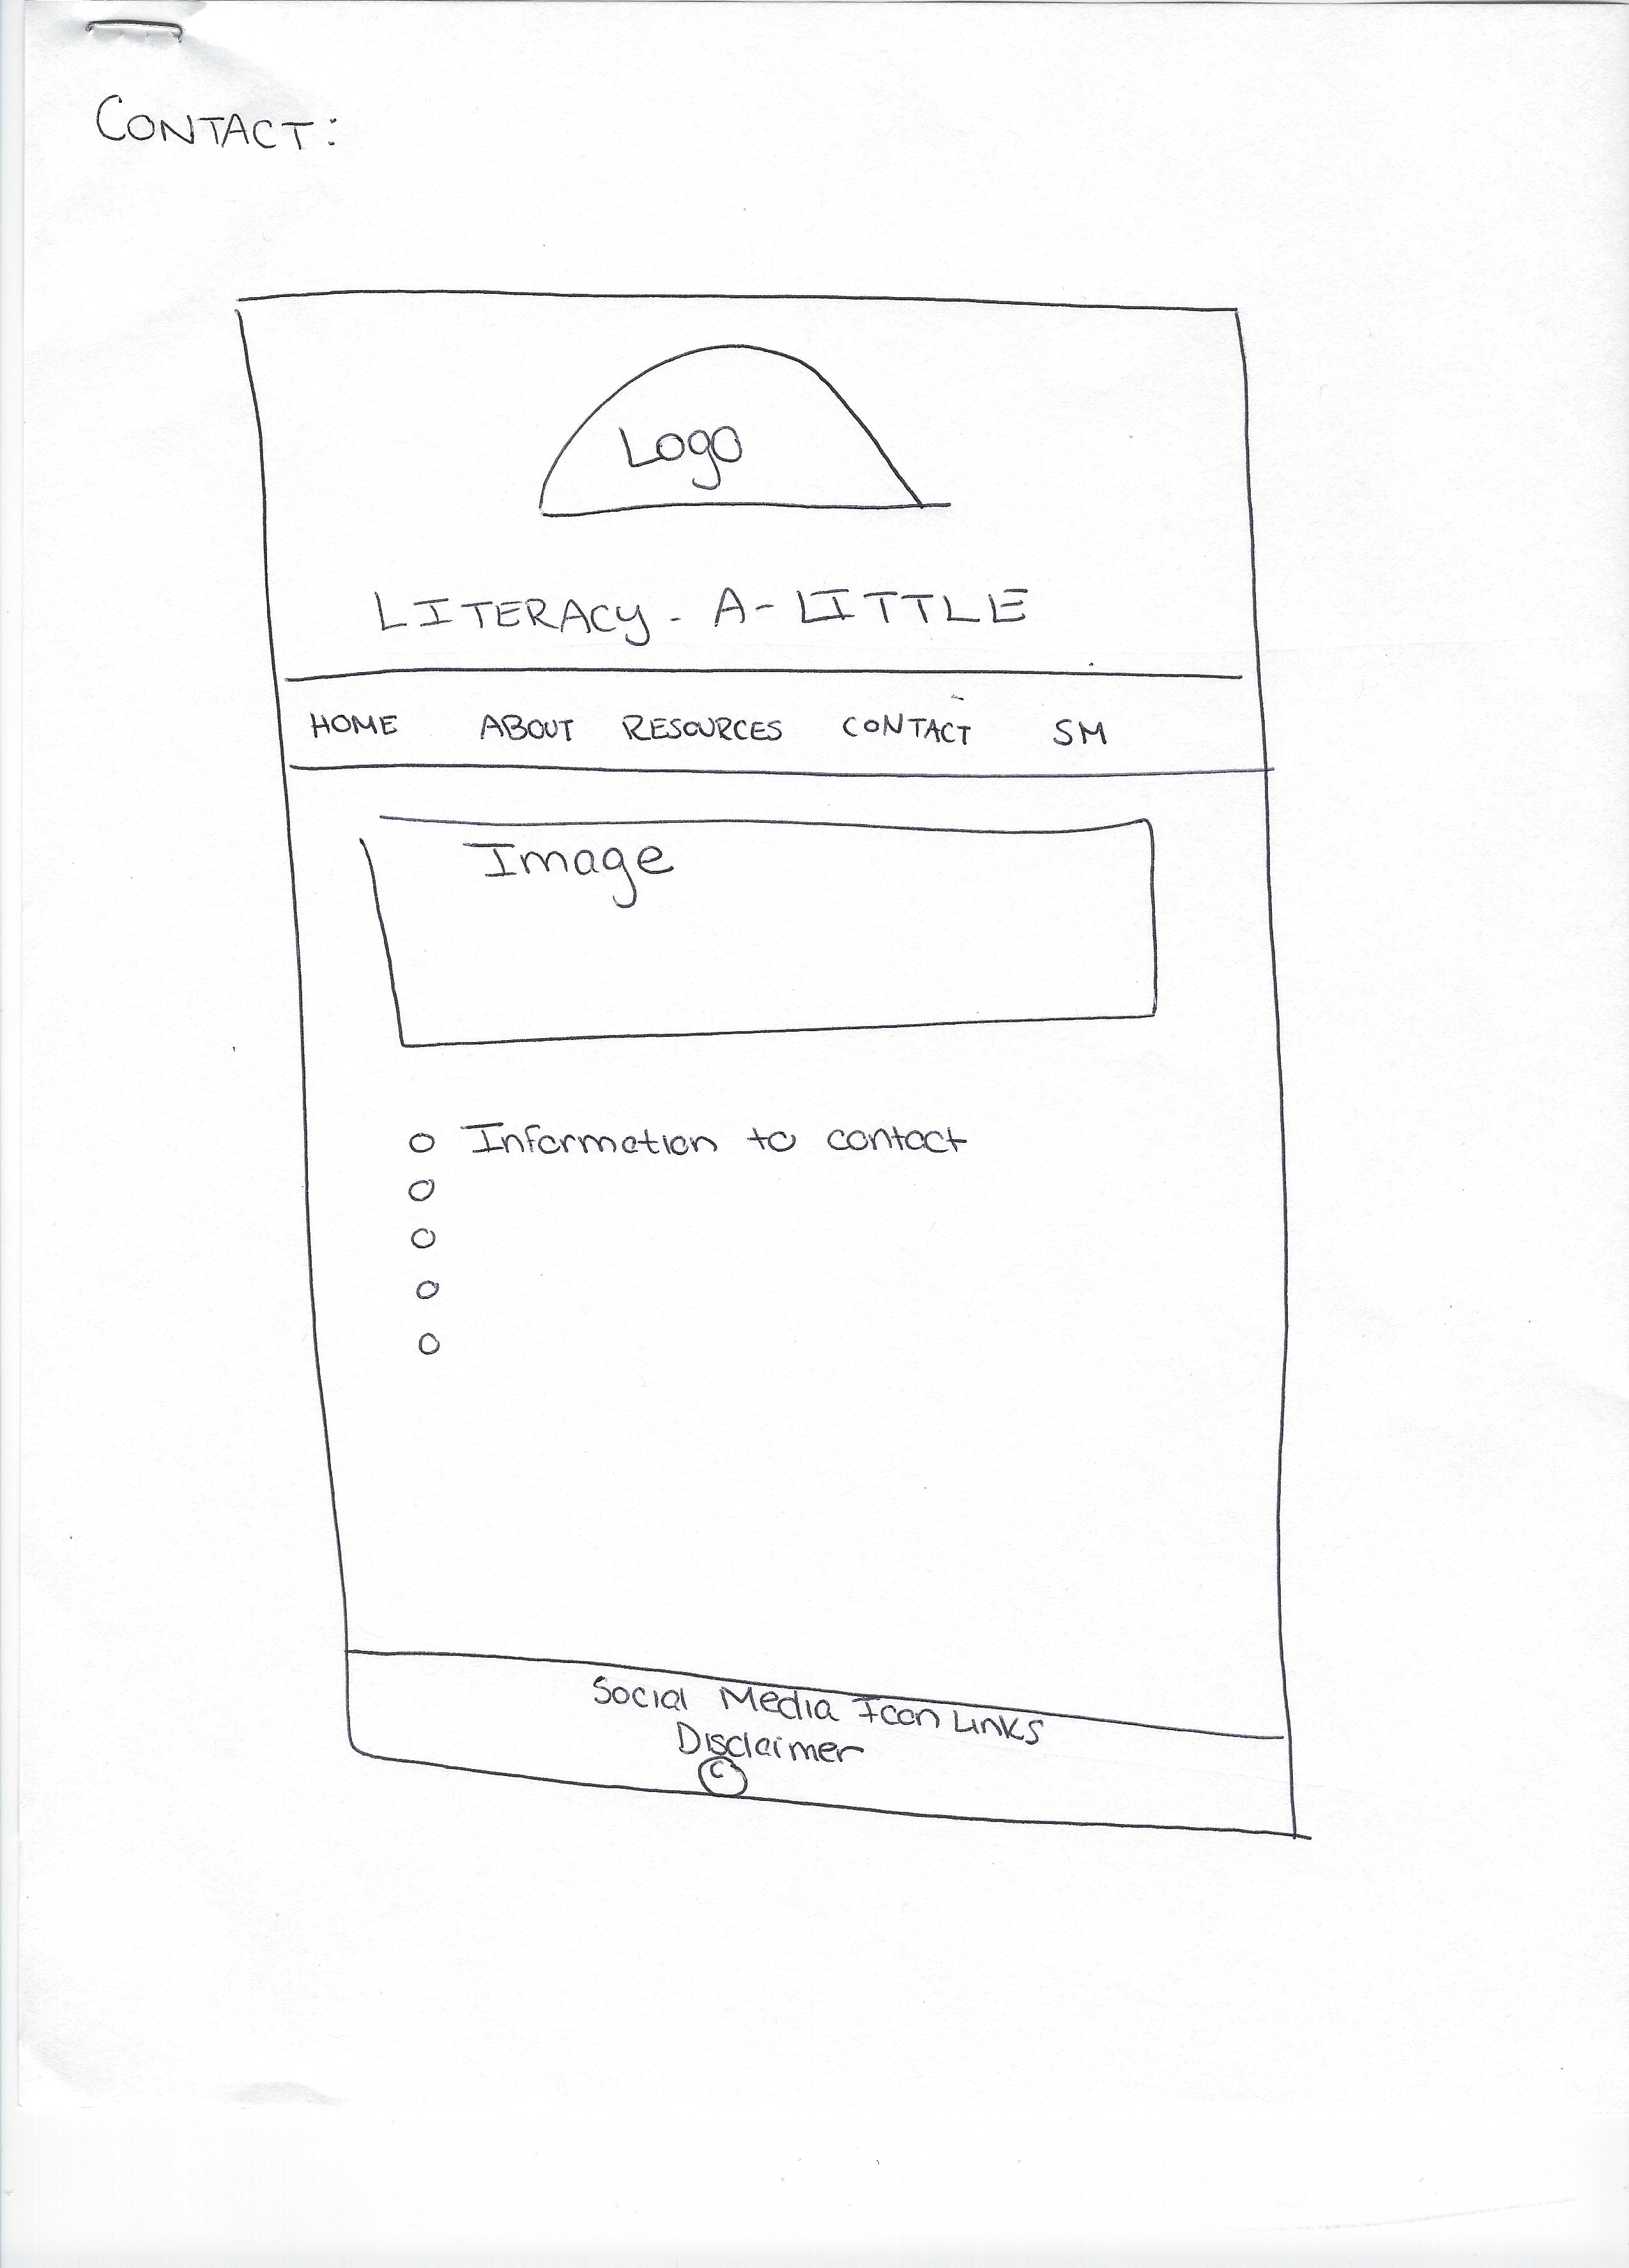 CONTACT:
Logo
LITERACY - A-LITTLE
HOME ABOUT RESOURCES CONTACT SM
Image
Information to contact
Social Media Icon Links
Disclaimer
©